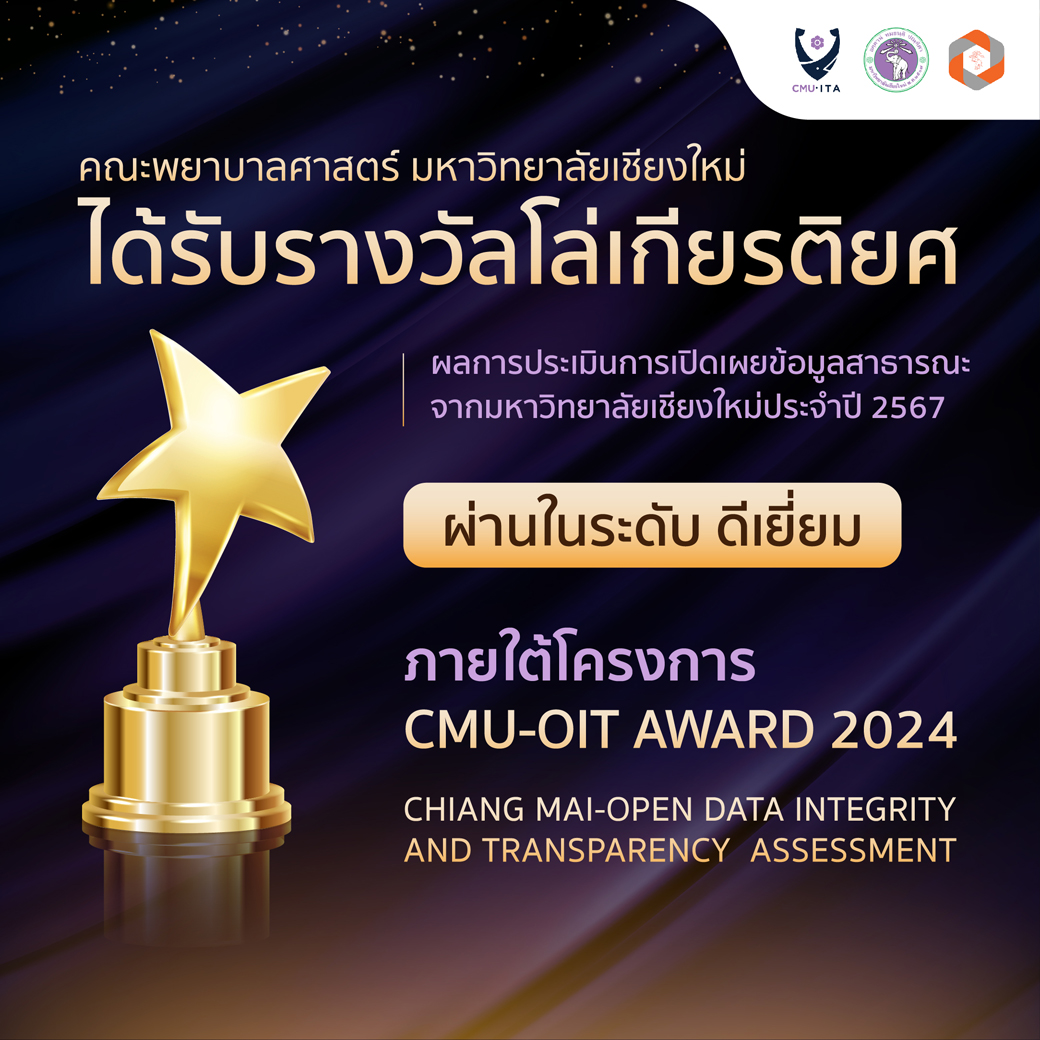 CMU·ITA
คณะพยาบาลศาสตร์ มหาวิทยาลัยเชียงใหม่
ได้รับรางวัลโล่เกียรติยศ
ผลการประเมินการเปิดเผยข้อมูลสาธารณะ
จากมหาวิทยาลัยเชียงใหม่ประจำปี 2567
ผ่านในระดับ ดีเยี่ยม
ภายใต้โครงการ
CMU-OIT AWARD 2024
CHIANG MAI-OPEN DATA INTEGRITY
AND TRANSPARENCY ASSESSMENT